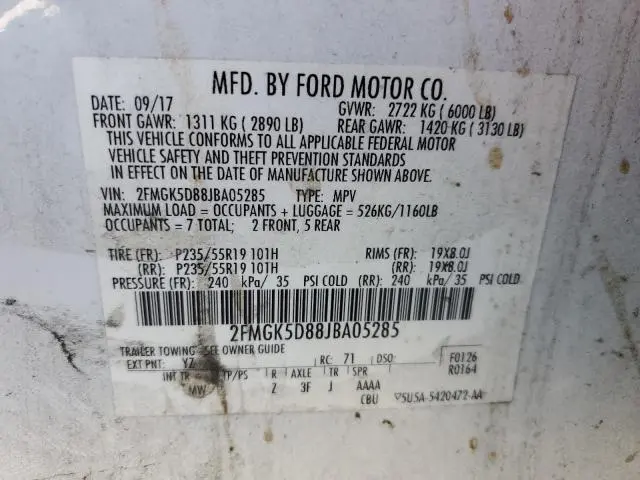 MFD. BY FORD MOTOR CO.
DATE: 09/17 GVWR: 2722 KG ( 6000 LB)
FRONT GAWR: 1311 KG ( 2890 LB) REAR GAWR: 1420 KG ( 3130 LB)
THIS VEHICLE CONFORMS TO ALL APPLICABLE FEDERAL MOTOR
VEHICLE SAFETY AND THEFT PREVENTION STANDARDS
IN EFFECT ON THE DATE OF MANUFACTURE SHOWN ABOVE.
VIN: 2FMGK5D88JBA05285 TYPE: MPV
MAXIMUM LOAD = OCCUPANTS + LUGGAGE = 526KG/1160LB
OCCUPANTS = 7 TOTAL; 2 FRONT, 5 REAR
TIRE (FR): P235/55R19 101H RIMS (FR): 19X8.0J
(RR): P235/55R19 101H (RR): 19X8.0J
PRESSURE (FR): 240 kPa/ 35 PSI COLD (RR): 240 kPa/ 35 PSI COLD
2FMGK5D88JBA05285
TRAILER TOWING - SEE OWNER GUIDE
EXT PNT: YZ RC: 71 DSO: F0126
R0164
INT TR TP/PS R AXLE TR SPR
MW Z 3F J AAAA
CBU 5U5A-5420472-AA